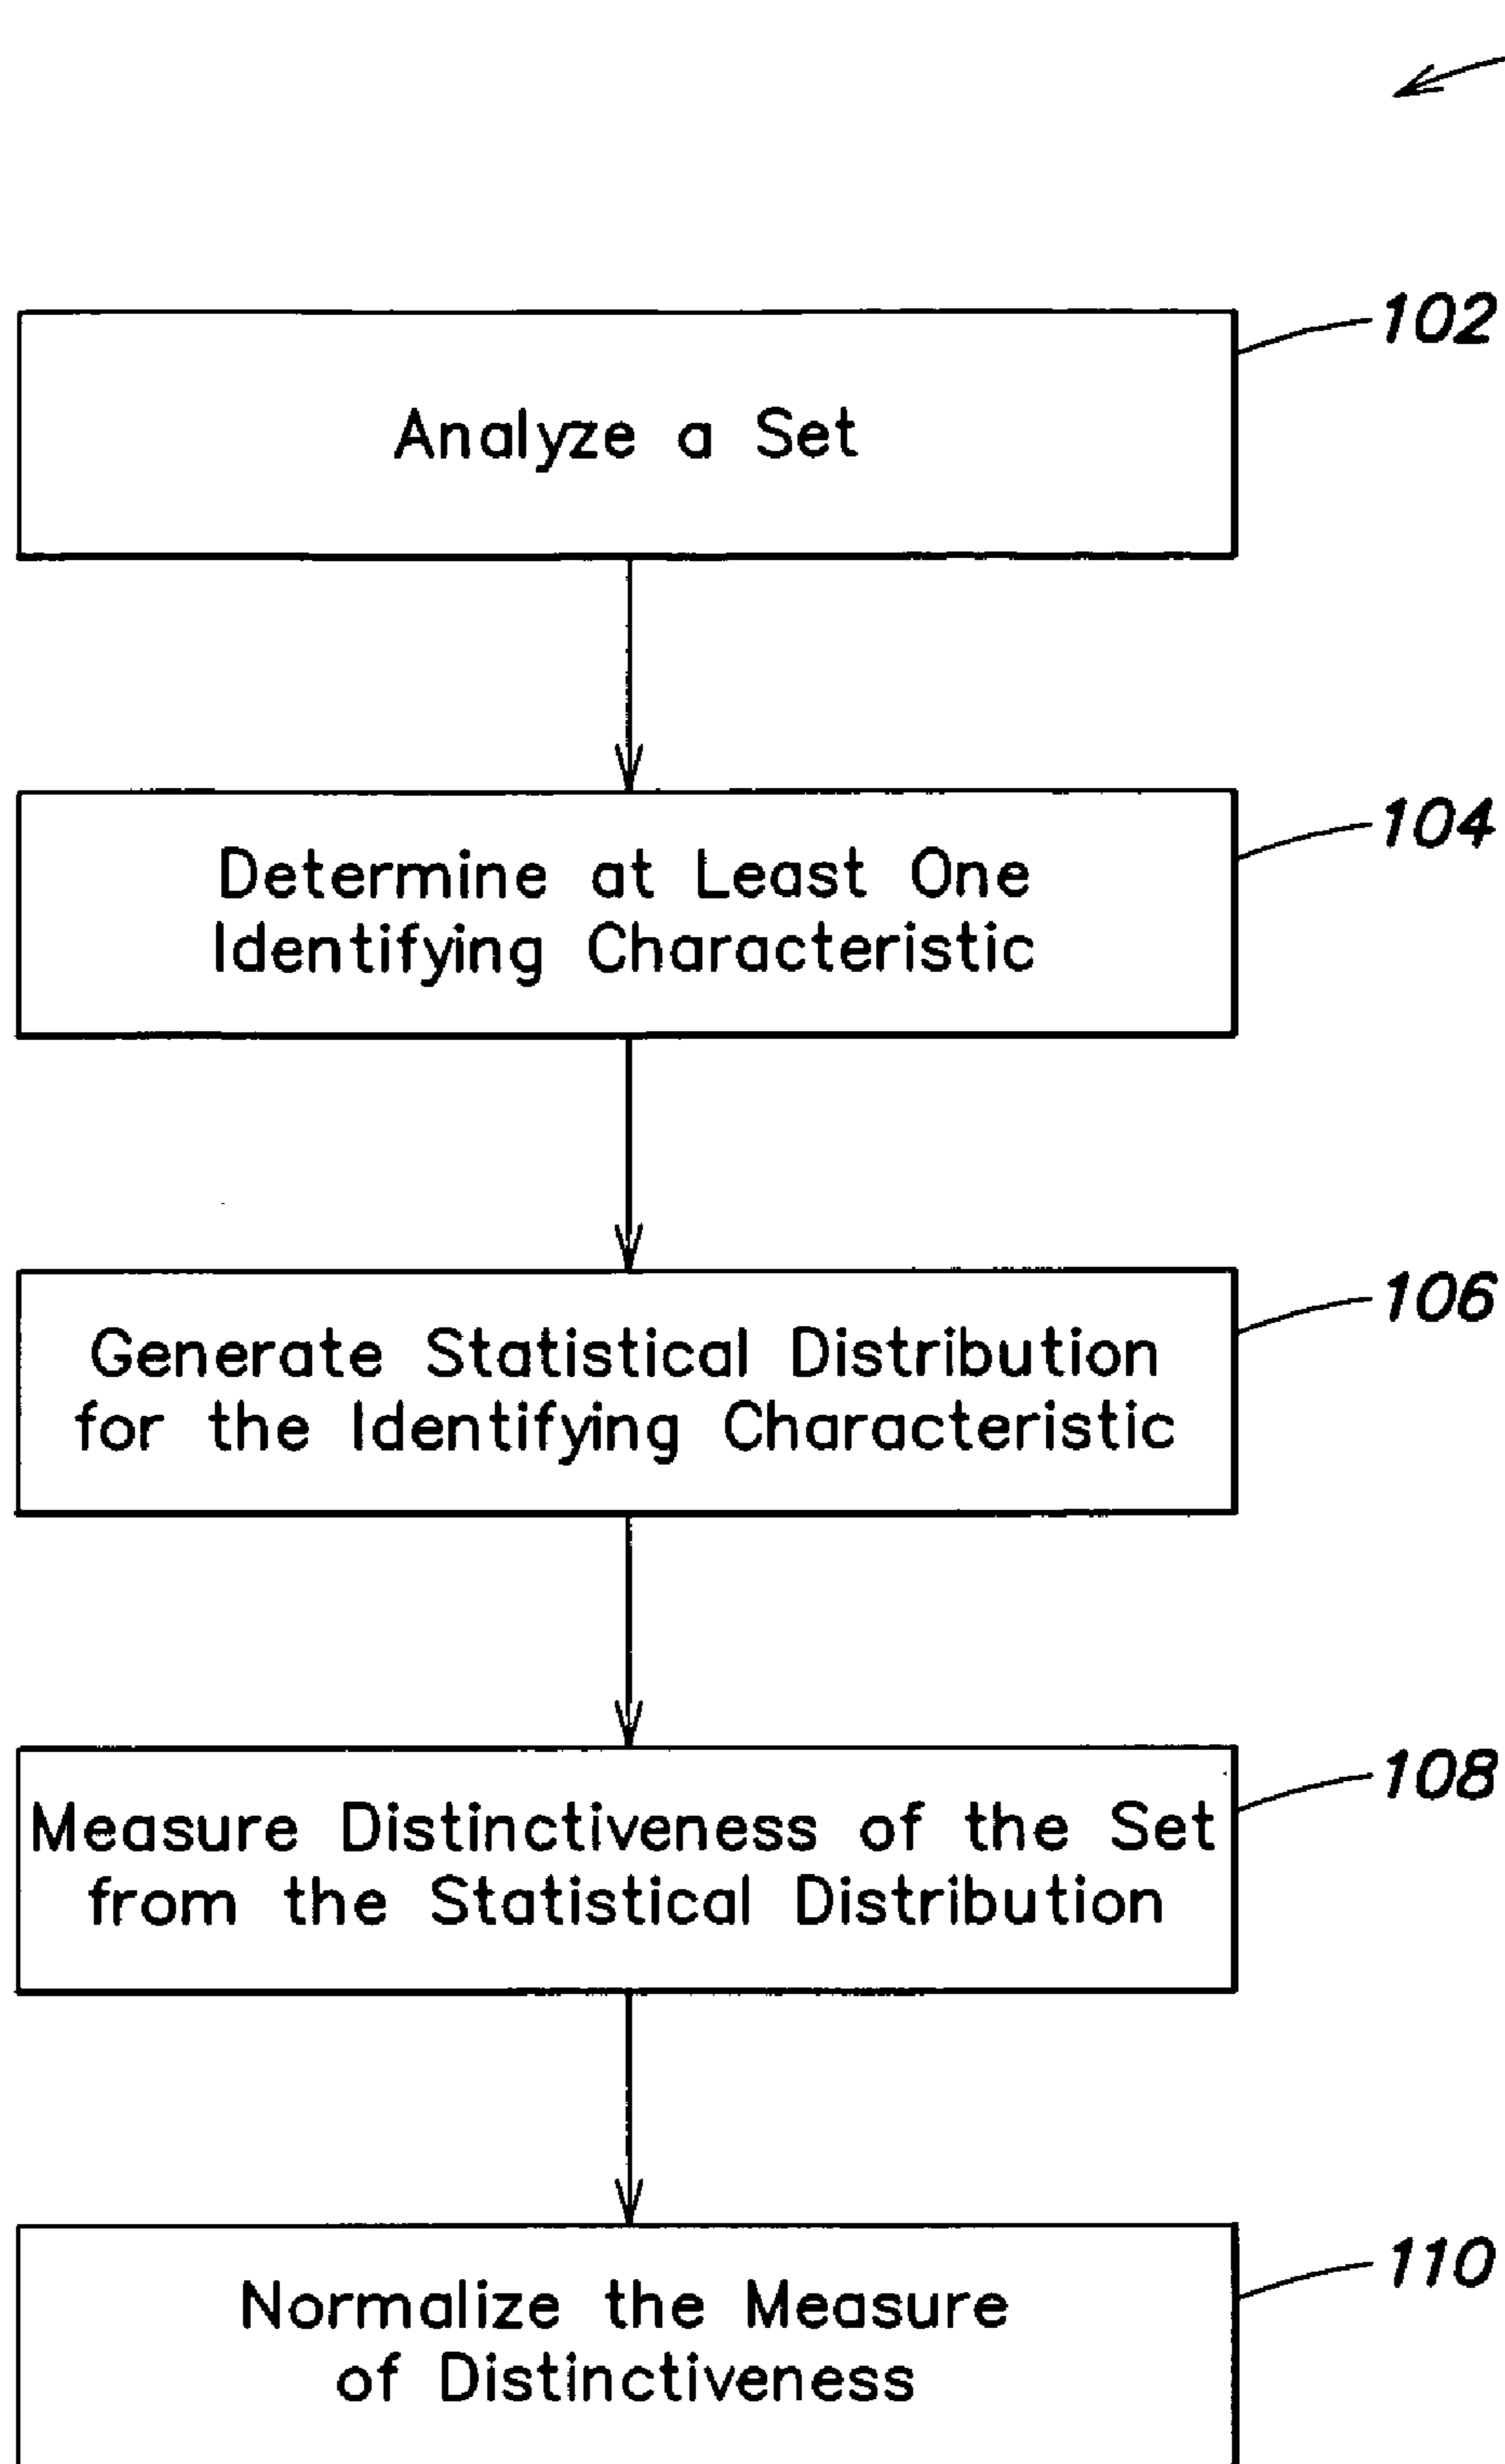 102
Analyze a Set
104
Determine at Least One
Identifying Characteristic
106
Generate Statistical Distribution
for the Identifying Characteristic
108
Measure Distinctiveness of the Set
from the Statistical Distribution
110
Normalize the Measure
of Distinctiveness